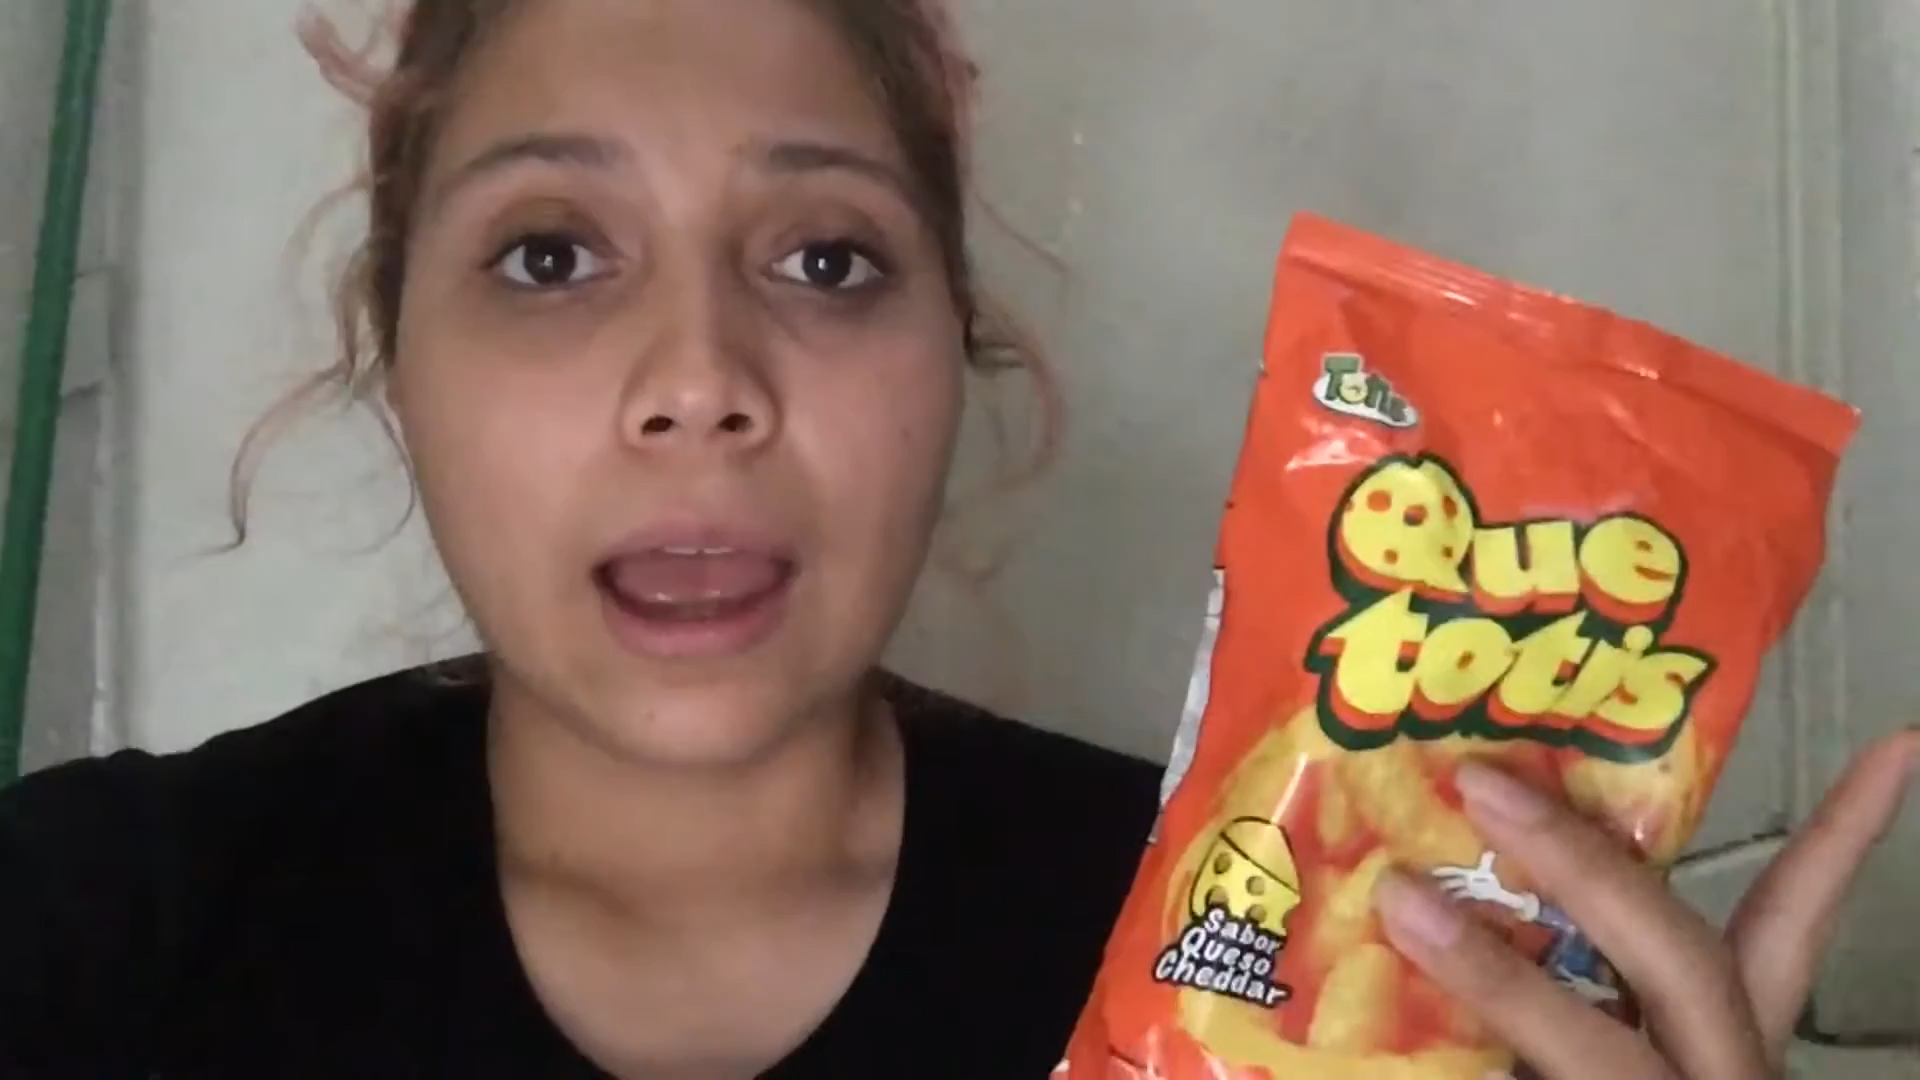 Totis
Que
totis
Sabor
Queso
Cheddar